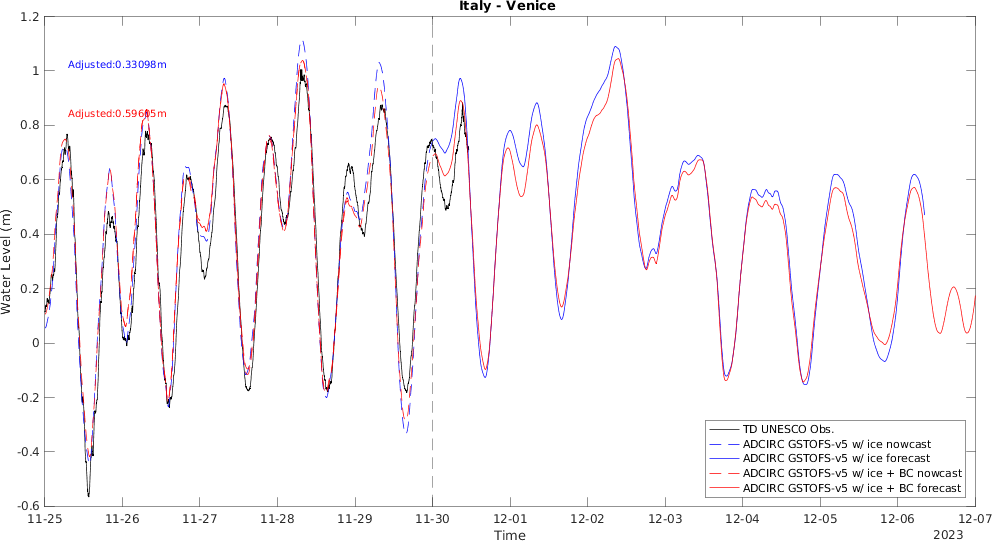 Italy - Venice
Water Level (m)
1.2
1
0.8
0.6
0.4
0.2
0
-0.2
-0.4
-0.6
Adjusted:0.33098m
Adjusted:0.59605m
TD UNESCO Obs.
ADCIRC GSTOFS-v5 w/ ice nowcast
ADCIRC GSTOFS-v5 w/ ice forecast
ADCIRC GSTOFS-v5 w/ ice + BC nowcast
ADCIRC GSTOFS-v5 w/ ice + BC forecast
11-25 11-26 11-27 11-28 11-29 11-30 12-01 12-02 12-03 12-04 12-05 12-06 12-07
Time
2023